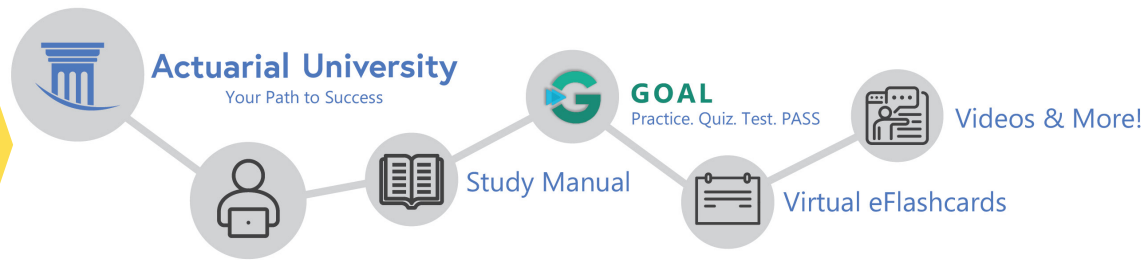 Actuarial University
Your Path to Success
Study Manual
GOAL
Practice. Quiz. Test. PASS
Virtual eFlashcards
Videos & More!